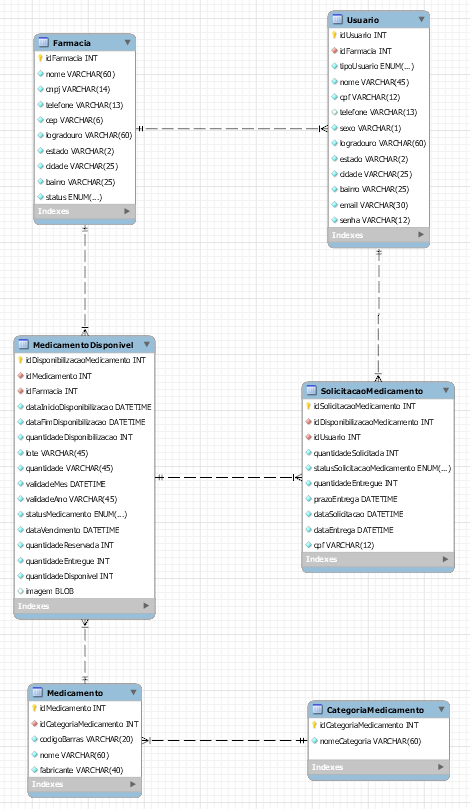 Farmacia
idFarmacia INT
nome VARCHAR(60)
cnpj VARCHAR(14)
telefone VARCHAR(13)
cep VARCHAR(6)
logradouro VARCHAR(60)
estado VARCHAR(2)
cidade VARCHAR(25)
bairro VARCHAR(25)
status ENUM(...)
Indexes
Usuario
idUsuario INT
idFarmacia INT
tipoUsuario ENUM(...)
nome VARCHAR(45)
cpf VARCHAR(12)
telefone VARCHAR(13)
sexo VARCHAR(1)
logradouro VARCHAR(60)
estado VARCHAR(2)
cidade VARCHAR(25)
bairro VARCHAR(25)
email VARCHAR(30)
senha VARCHAR(12)
Indexes
MedicamentoDisponivel
idDisponibilizacaoMedicamento INT
idMedicamento INT
idFarmacia INT
dataInicioDisponibilizacao DATETIME
dataFimDisponibilizacao DATETIME
quantidadeDisponibilizacao INT
lote VARCHAR(45)
quantidade VARCHAR(45)
validadeMes DATETIME
validadeAno VARCHAR(45)
statusMedicamento ENUM(...)
dataVencimento DATETIME
quantidadeReservada INT
quantidadeEntregue INT
quantidadeDisponivel INT
imagem BLOB
Indexes
SolicitacaoMedicamento
idSolicitacaoMedicamento INT
idDisponibilizacaoMedicamento INT
idUsuario INT
quantidadeSolicitada INT
statusSolicitacaoMedicamento ENUM(...)
quantidadeEntregue INT
prazoEntrega DATETIME
dataSolicitacao DATETIME
dataEntrega DATETIME
cpf VARCHAR(12)
Indexes
Medicamento
idMedicamento INT
idCategoriaMedicamento INT
codigoBarras VARCHAR(20)
nome VARCHAR(60)
fabricante VARCHAR(40)
Indexes
CategoriaMedicamento
idCategoriaMedicamento INT
nomeCategoria VARCHAR(60)
Indexes